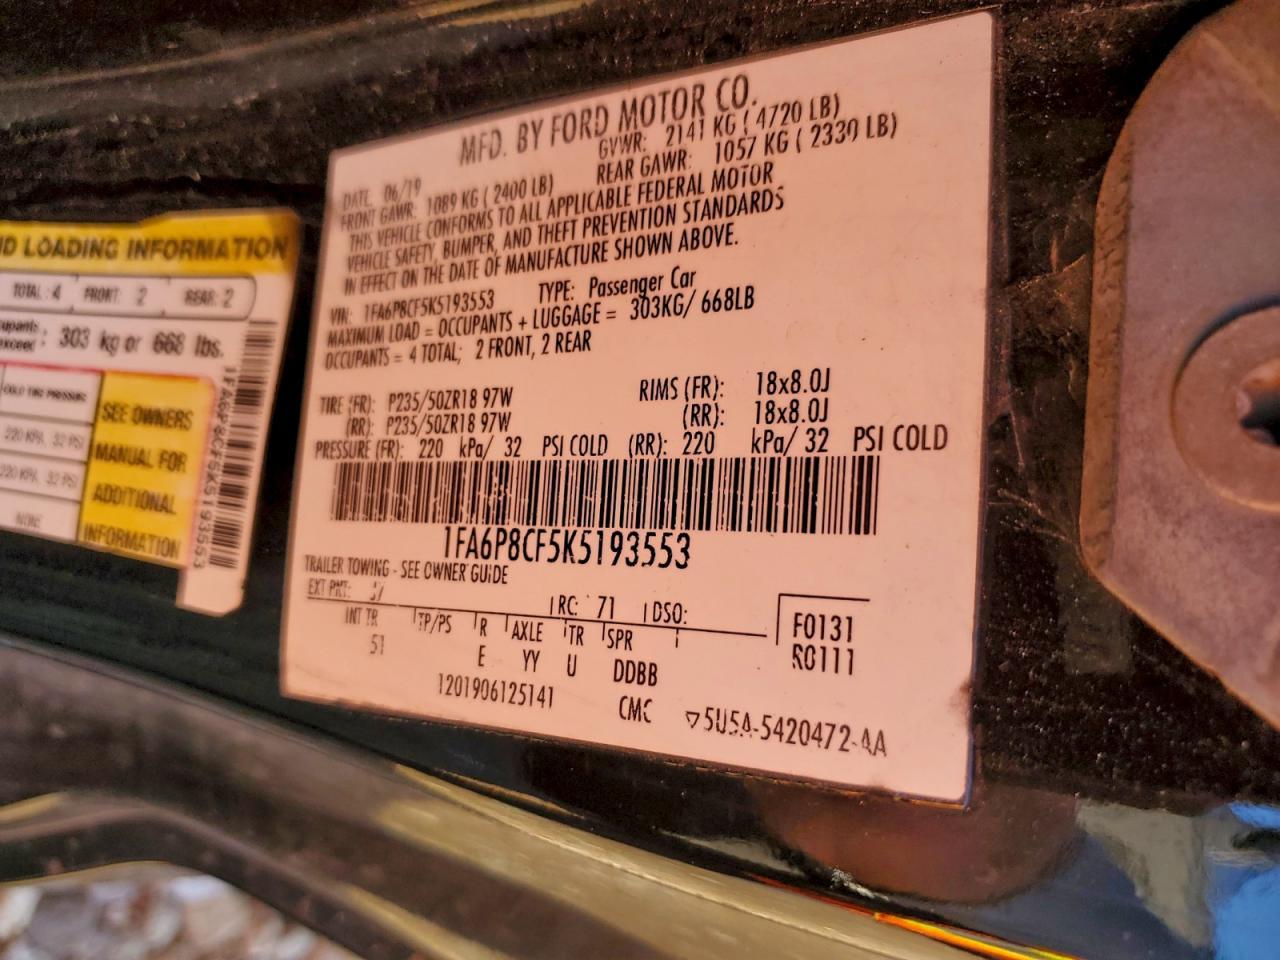 D LOADING INFORMATION
TOTAL: 4 FRONT: 2 REAR: 2
303 kg or 668 lbs.
COLD TIRE PRESSURE
220 KPA, 32 PSI
220 KPA, 32 PSI
NONE
SEE OWNERS
MANUAL FOR
ADDITIONAL
INFORMATION
1FA6P8CF5K5193553
MFD. BY FORD MOTOR CO.
DATE: 06/19 GVWR: 2141 KG ( 4720 LB)
FRONT GAWR: 1089 KG ( 2400 LB) REAR GAWR: 1057 KG ( 2330 LB)
THIS VEHICLE CONFORMS TO ALL APPLICABLE FEDERAL MOTOR
VEHICLE SAFETY, BUMPER, AND THEFT PREVENTION STANDARDS
IN EFFECT ON THE DATE OF MANUFACTURE SHOWN ABOVE.
VIN: 1FA6P8CF5K5193553 TYPE: Passenger Car
MAXIMUM LOAD = OCCUPANTS + LUGGAGE = 303KG/ 668LB
OCCUPANTS = 4 TOTAL; 2 FRONT, 2 REAR
TIRE (FR): P235/50ZR18 97W RIMS (FR): 18x8.0J
(RR): P235/50ZR18 97W (RR): 18x8.0J
PRESSURE (FR): 220 kPa/ 32 PSI COLD (RR): 220 kPa/ 32 PSI COLD
1FA6P8CF5K5193553
TRAILER TOWING - SEE OWNER GUIDE
EXT PNT: RC: 71 DSO:
INT TR TP/PS R AXLE TR SPR F0131
51 E YY U DDBB R0111
1201906125141 CMC ▽5U5A-5420472-AA